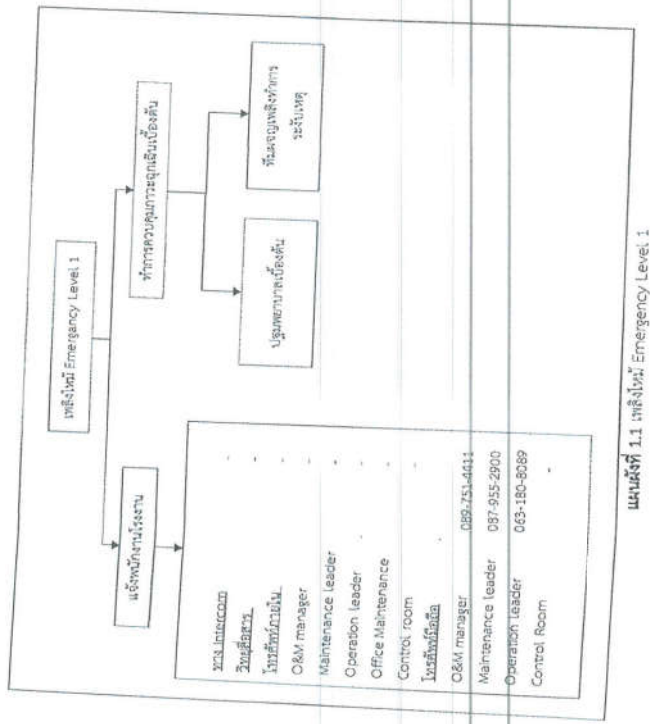 เพลิงไหม้ Emergency Level 1
แจ้งพนักงานโรงงาน
ทำการควบคุมภาวะฉุกเฉินเบื้องต้น
ปฐมพยาบาลเบื้องต้น
ทีมผจญเพลิงทำการ
ระงับเหตุ
ทาง Intercom -
วิทยุสื่อสาร -
โทรศัพท์ภายใน -
O&M manager -
Maintenance leader -
Operation leader -
Office Maintenance -
Control room -
โทรศัพท์มือถือ
O&M manager 089-751-4411
Maintenance leader 087-955-2900
Operation leader 063-180-8089
Control Room -
แผนผังที่ 1.1 เพลิงไหม้ Emergency Level 1